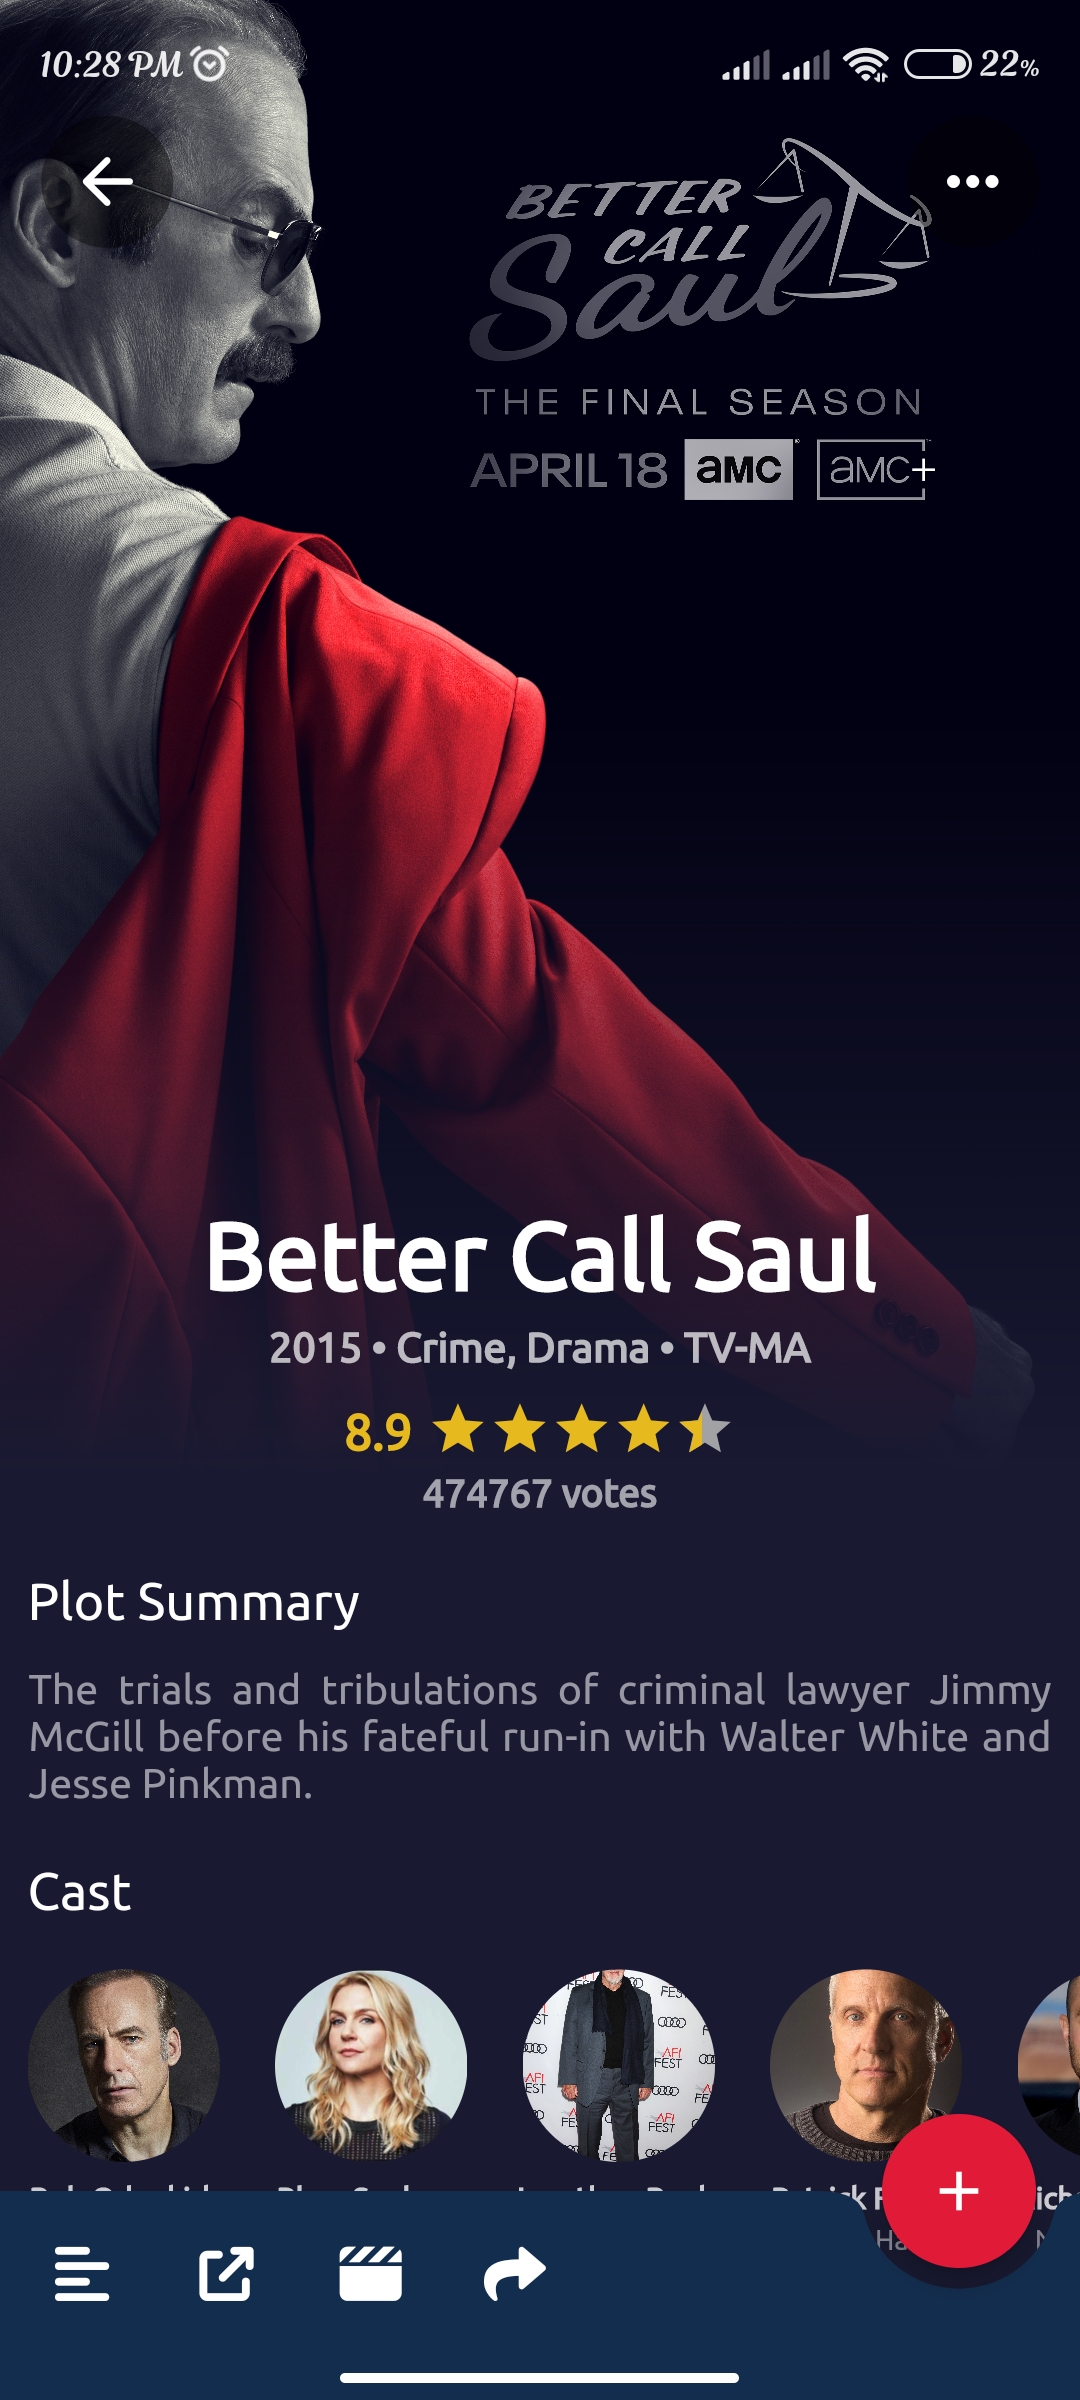 10:28 PM
22%
BETTER
CALL
Saul
THE FINAL SEASON
APRIL 18 aMC aMC+
Better Call Saul
2015 • Crime, Drama • TV-MA
8.9
474767 votes
Plot Summary
The trials and tribulations of criminal lawyer Jimmy
McGill before his fateful run-in with Walter White and
Jesse Pinkman.
Cast
AFI
FEST